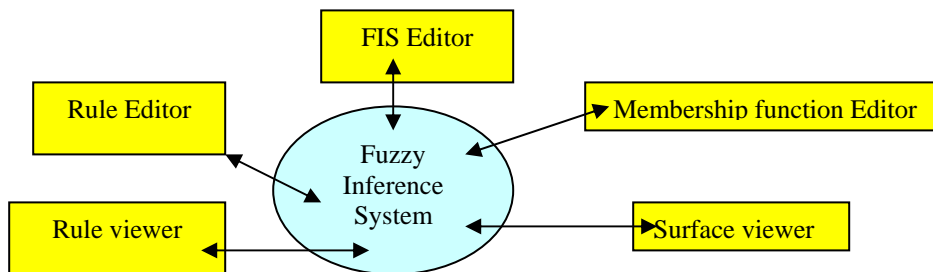 FIS Editor
Rule Editor
Membership function Editor
Fuzzy
Inference
System
Rule viewer
Surface viewer